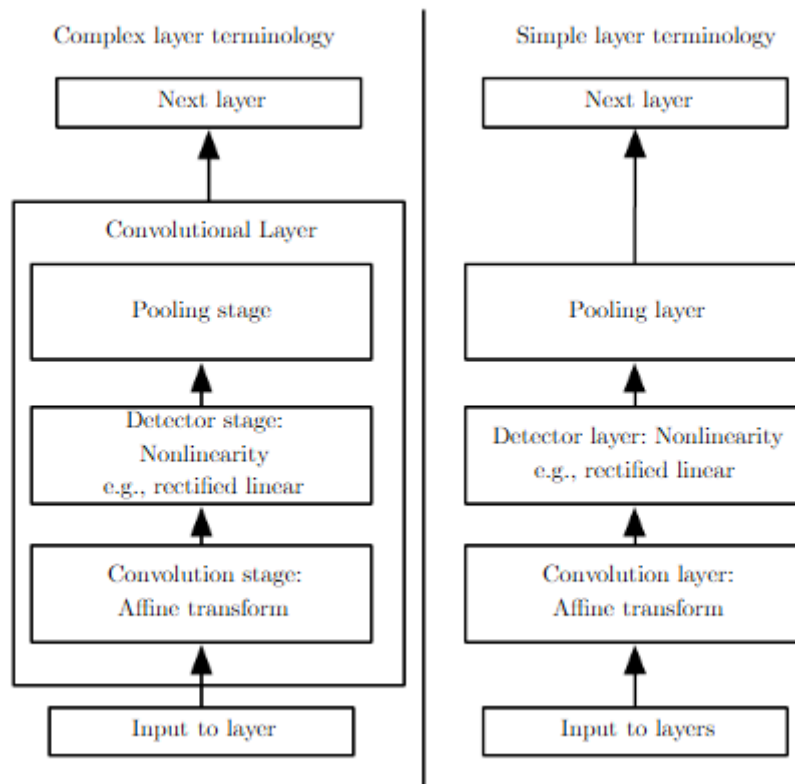 Complex layer terminology
Next layer
Convolutional Layer
Pooling stage
Detector stage:
Nonlinearity
e.g., rectified linear
Convolution stage:
Affine transform
Input to layer
Simple layer terminology
Next layer
Pooling layer
Detector layer: Nonlinearity
e.g., rectified linear
Convolution layer:
Affine transform
Input to layers